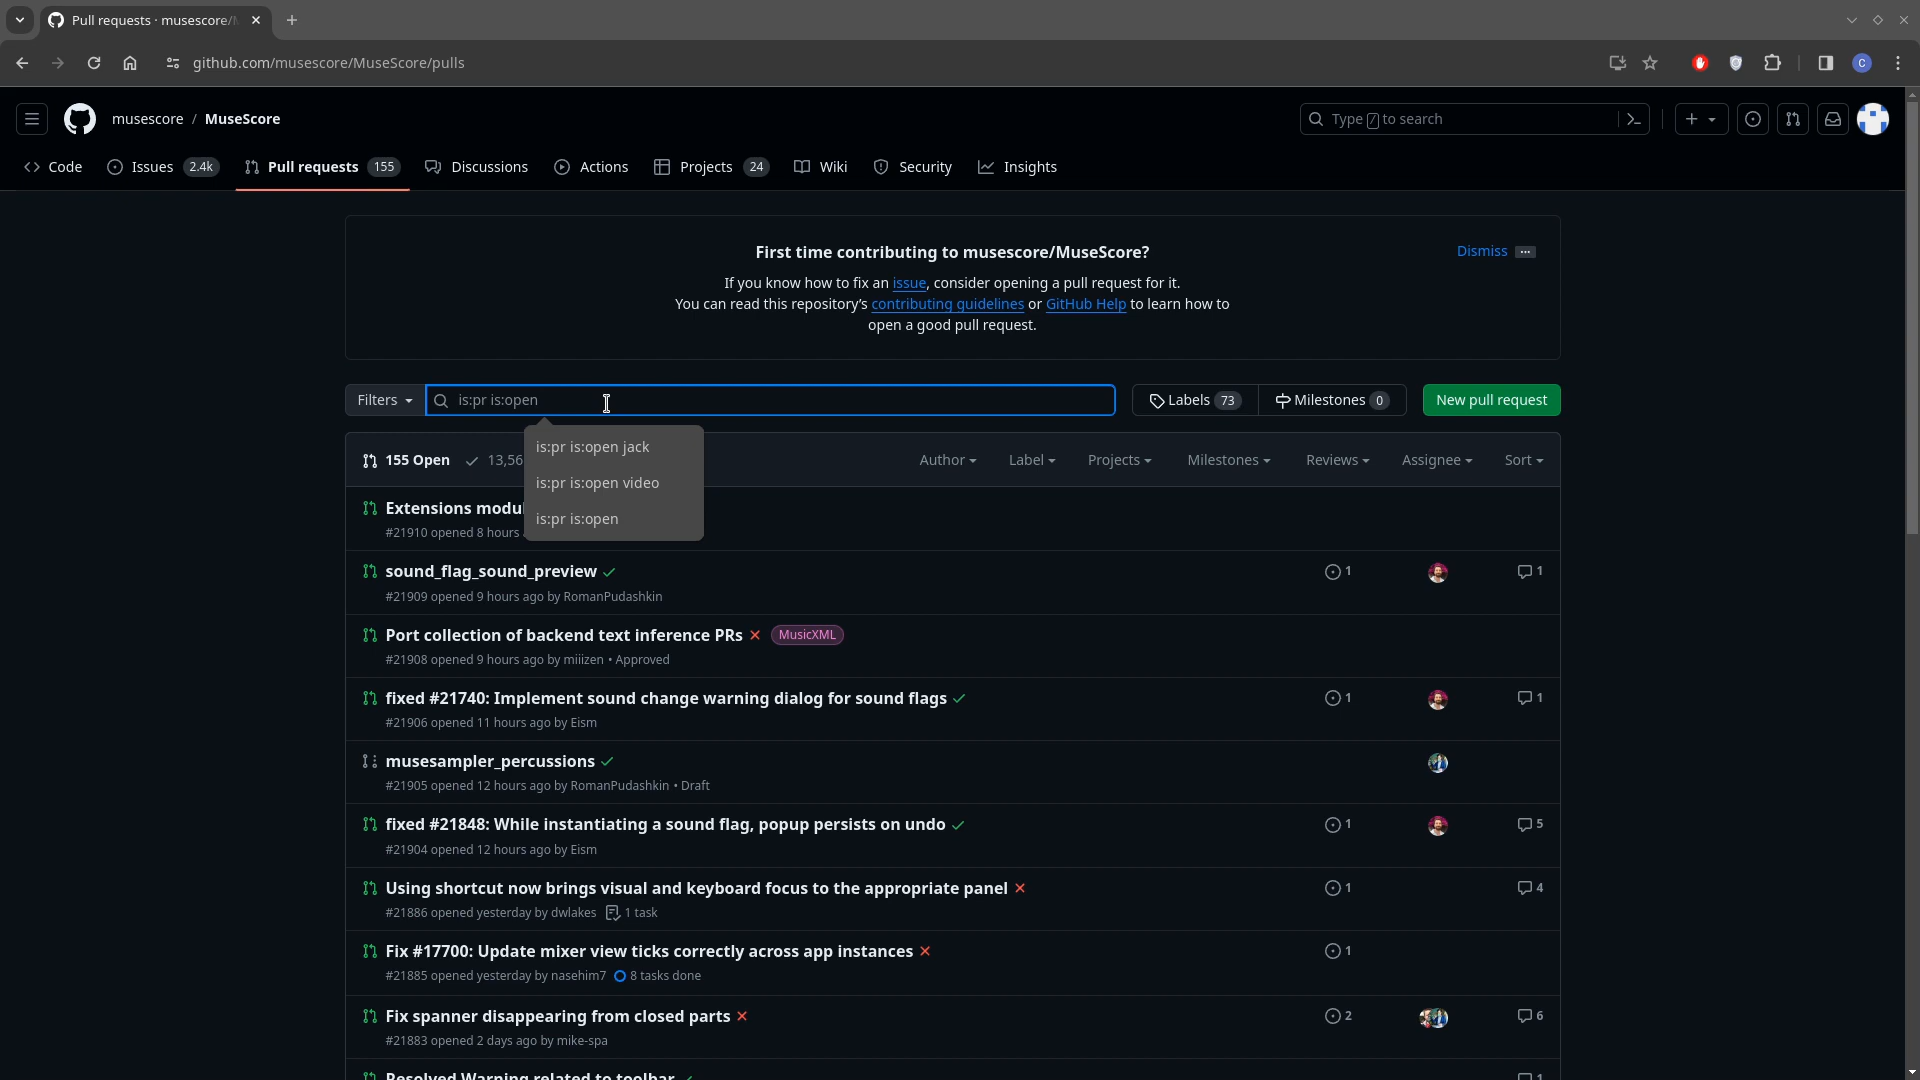 Pull requests · musescore/M
github.com/musescore/MuseScore/pulls
C
musescore / MuseScore
Type / to search
Code
Issues 2.4k
Pull requests 155
Discussions
Actions
Projects 24
Wiki
Security
Insights
First time contributing to musescore/MuseScore?
Dismiss
If you know how to fix an issue, consider opening a pull request for it.
You can read this repository's contributing guidelines or GitHub Help to learn how to
open a good pull request.
Filters
is:pr is:open
Labels 73
Milestones 0
New pull request
is:pr is:open jack
is:pr is:open video
is:pr is:open
155 Open
13,56
Author
Label
Projects
Milestones
Reviews
Assignee
Sort
Extensions modu
#21910 opened 8 hours
sound_flag_sound_preview
1
1
#21909 opened 9 hours ago by RomanPudashkin
Port collection of backend text inference PRs MusicXML
#21908 opened 9 hours ago by miiizen • Approved
fixed #21740: Implement sound change warning dialog for sound flags
1
1
#21906 opened 11 hours ago by Eism
musesampler_percussions
#21905 opened 12 hours ago by RomanPudashkin • Draft
fixed #21848: While instantiating a sound flag, popup persists on undo
1
5
#21904 opened 12 hours ago by Eism
Using shortcut now brings visual and keyboard focus to the appropriate panel
1
4
#21886 opened yesterday by dwlakes 1 task
Fix #17700: Update mixer view ticks correctly across app instances
1
#21885 opened yesterday by nasehim7 8 tasks done
Fix spanner disappearing from closed parts
2
6
#21883 opened 2 days ago by mike-spa
Resolved Warning related to toolbar
1